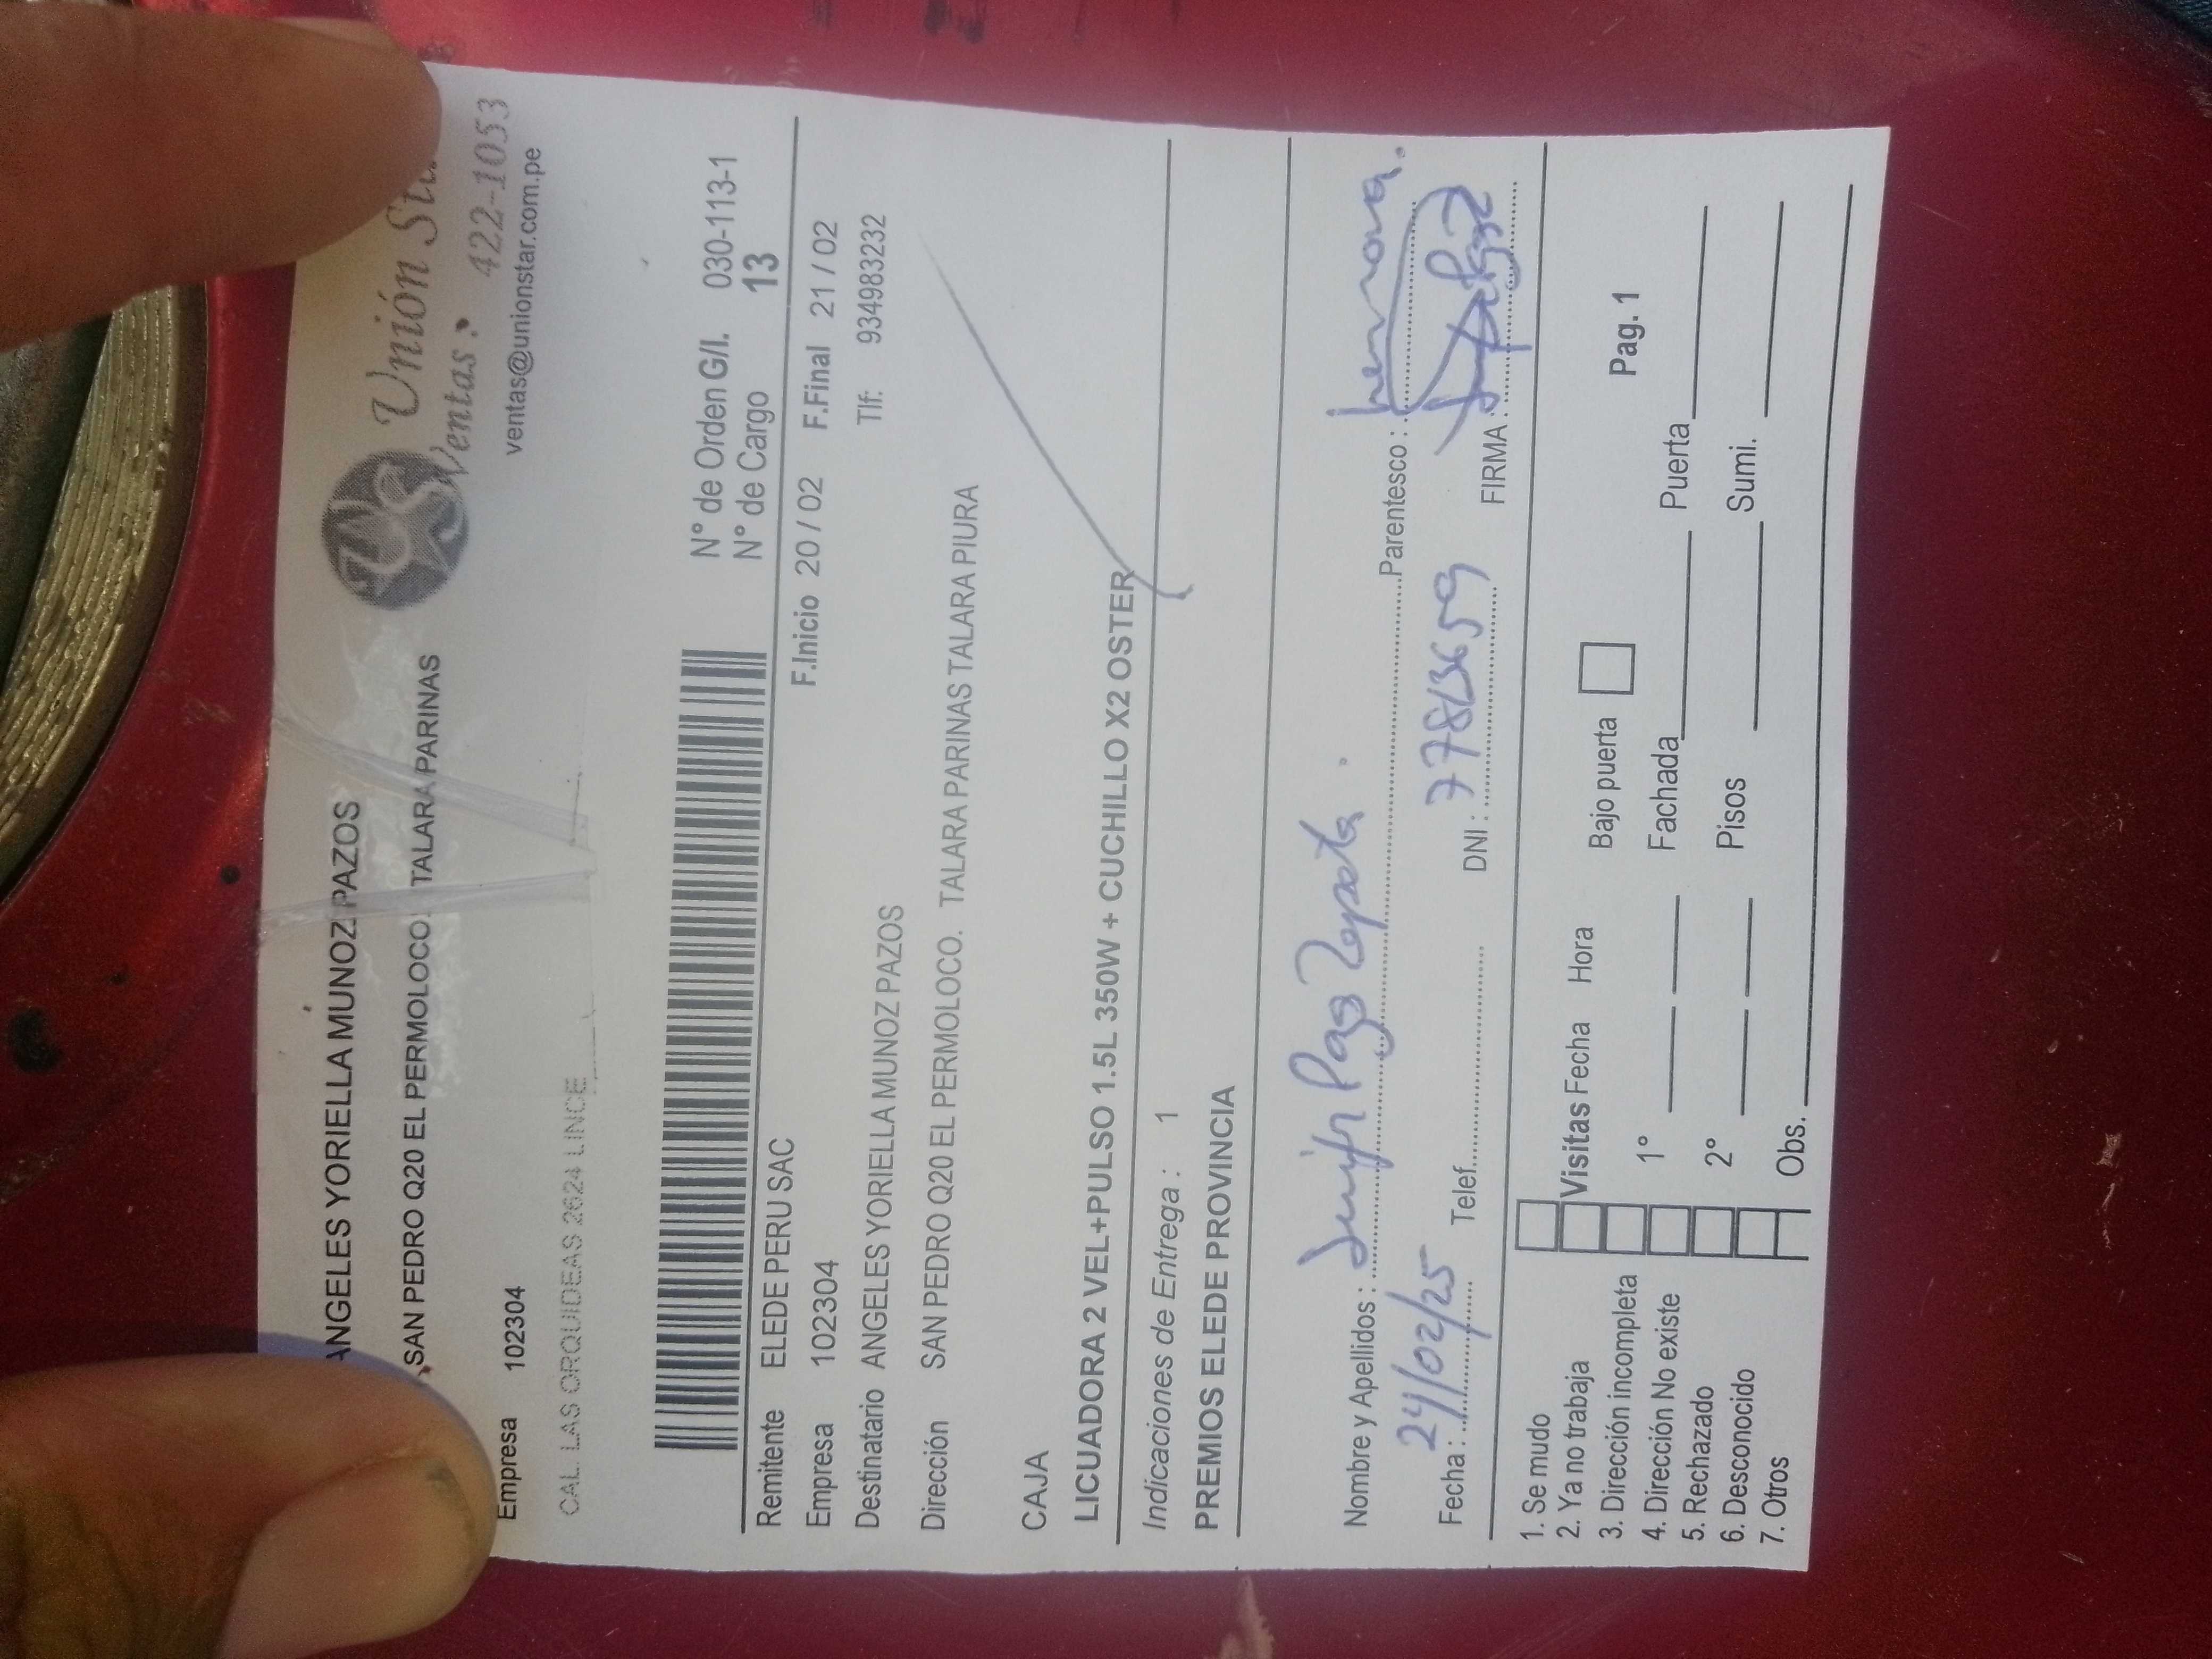 ANGELES YORIELLA MUNOZ PAZOS
SAN PEDRO Q20 EL PERMOLOCO. TALARA PARINAS
Empresa 102304
CAL. LAS ORQUIDEAS 2624 LINCE
Unión
Ventas: 422-1053
ventas@unionstar.com.pe
N° de Orden G/I. 030-113-1
N° de Cargo 13
Remitente ELEDE PERU SAC
F.Inicio 20 / 02 F.Final 21 / 02
Empresa 102304
Tlf: 934983232
Destinatario ANGELES YORIELLA MUNOZ PAZOS
Dirección SAN PEDRO Q20 EL PERMOLOCO. TALARA PARINAS TALARA PIURA
CAJA
LICUADORA 2 VEL+PULSO 1.5L 350W + CUCHILLO X2 OSTER
Indicaciones de Entrega : 1
PREMIOS ELEDE PROVINCIA
Nombre y Apellidos : Zapata. Parentesco : hermana.
Fecha : 24/02/25 Telef. DNI : FIRMA :
1. Se mudo
2. Ya no trabaja Visitas Fecha Hora Bajo puerta Pag. 1
3. Dirección incompleta
4. Dirección No existe 1° Fachada Puerta
5. Rechazado
6. Desconocido 2° Pisos Sumi.
7. Otros Obs.